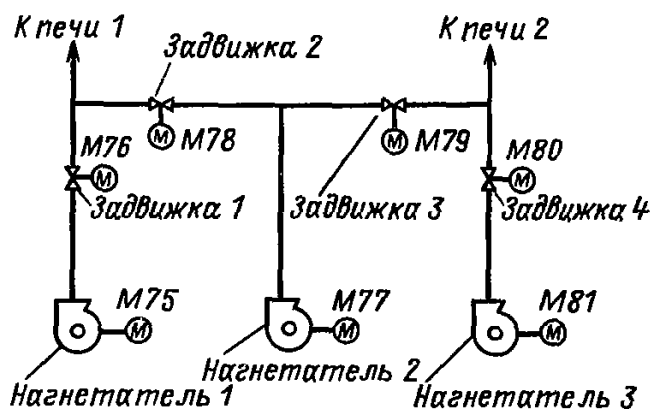 К печи 1
К печи 2
Задвижка 2
М76
М78
М79
М80
М
М
М
М
Задвижка 1
Задвижка 3
Задвижка 4
М75
М77
М81
М
М
М
Нагнетатель 1
Нагнетатель 2
Нагнетатель 3